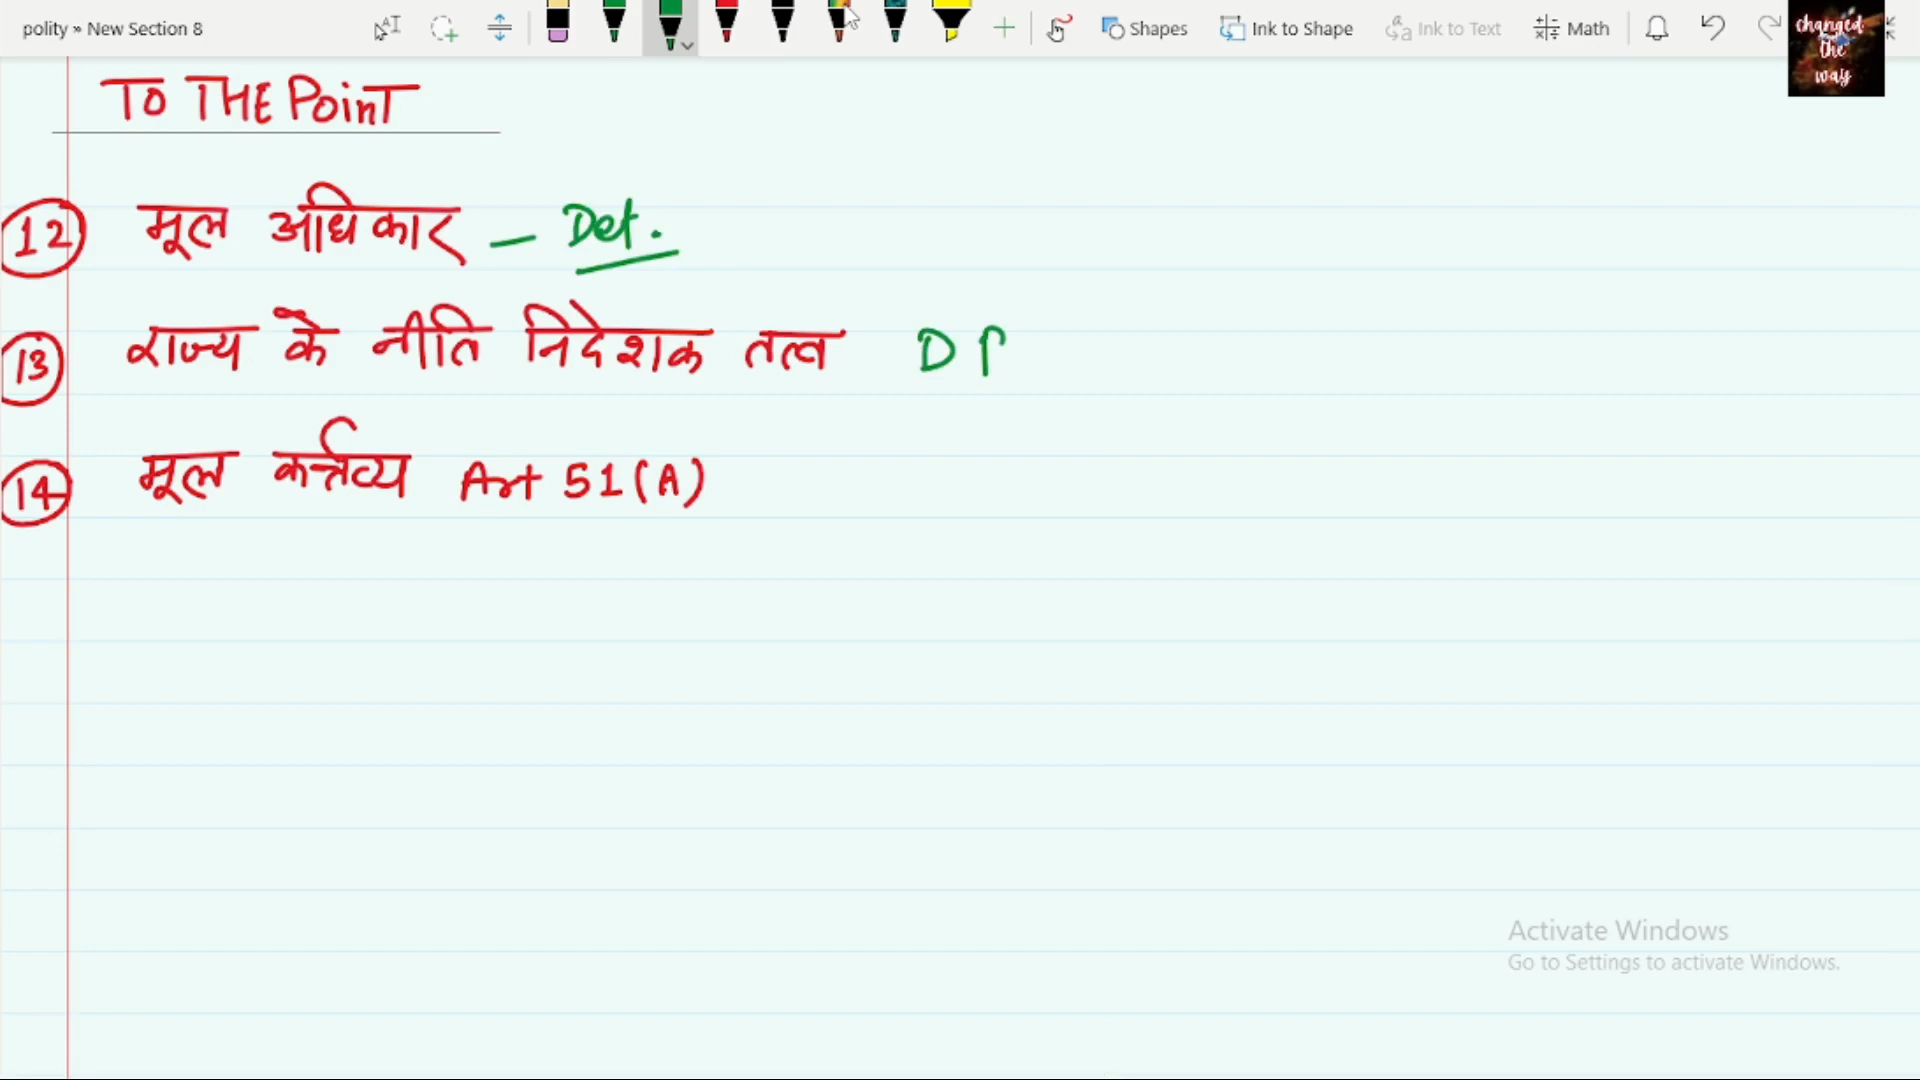 polity » New Section 8
Shapes
Ink to Shape
Ink to Text
Math
changed
the
way
TO THE PoinT
12 मूल अधिकार – Det.
13 राज्य के नीति निदेशक तत्व D P
14 मूल कर्त्तव्य Art 51(A)
Activate Windows
Go to Settings to activate Windows.